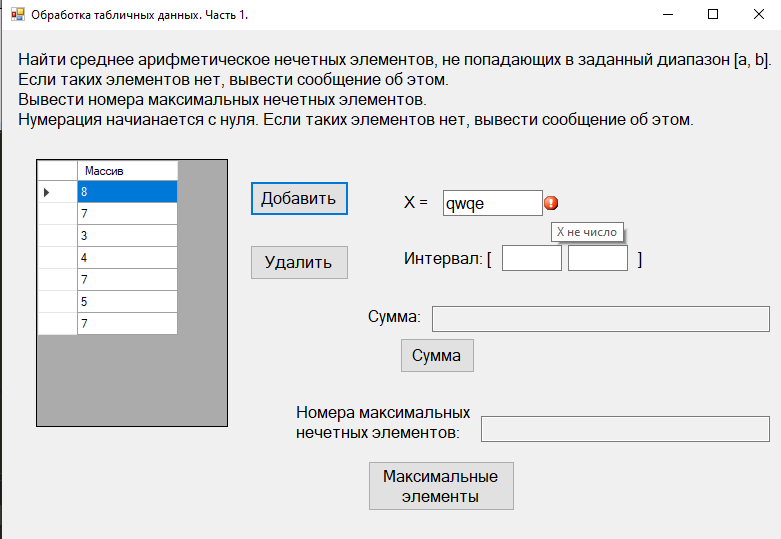 Обработка табличных данных. Часть 1.
Найти среднее арифметическое нечетных элементов, не попадающих в заданный диапазон [a, b].
Если таких элементов нет, вывести сообщение об этом.
Вывести номера максимальных нечетных элементов.
Нумерация начианается с нуля. Если таких элементов нет, вывести сообщение об этом.
Массив
8
7
3
4
7
5
7
Добавить
X = qwqe
X не число
Удалить
Интервал: [ ]
Сумма:
Сумма
Номера максимальных
нечетных элементов:
Максимальные
элементы